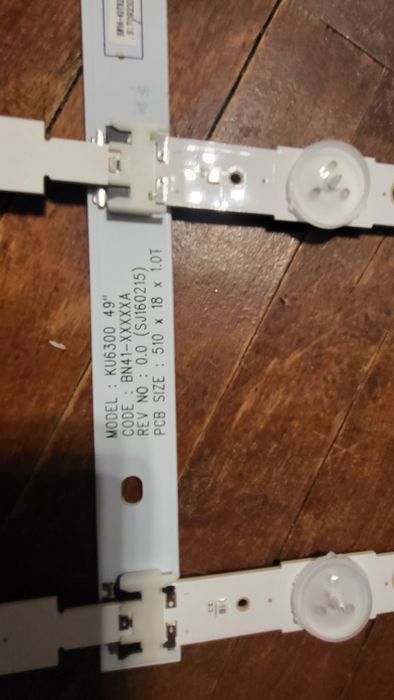 MODEL : KU6300 49"
CODE : BN41-XXXXXA
REV NO : 0.0 (SJ160215)
PCB SIZE : 510 x 18 x 1.0T